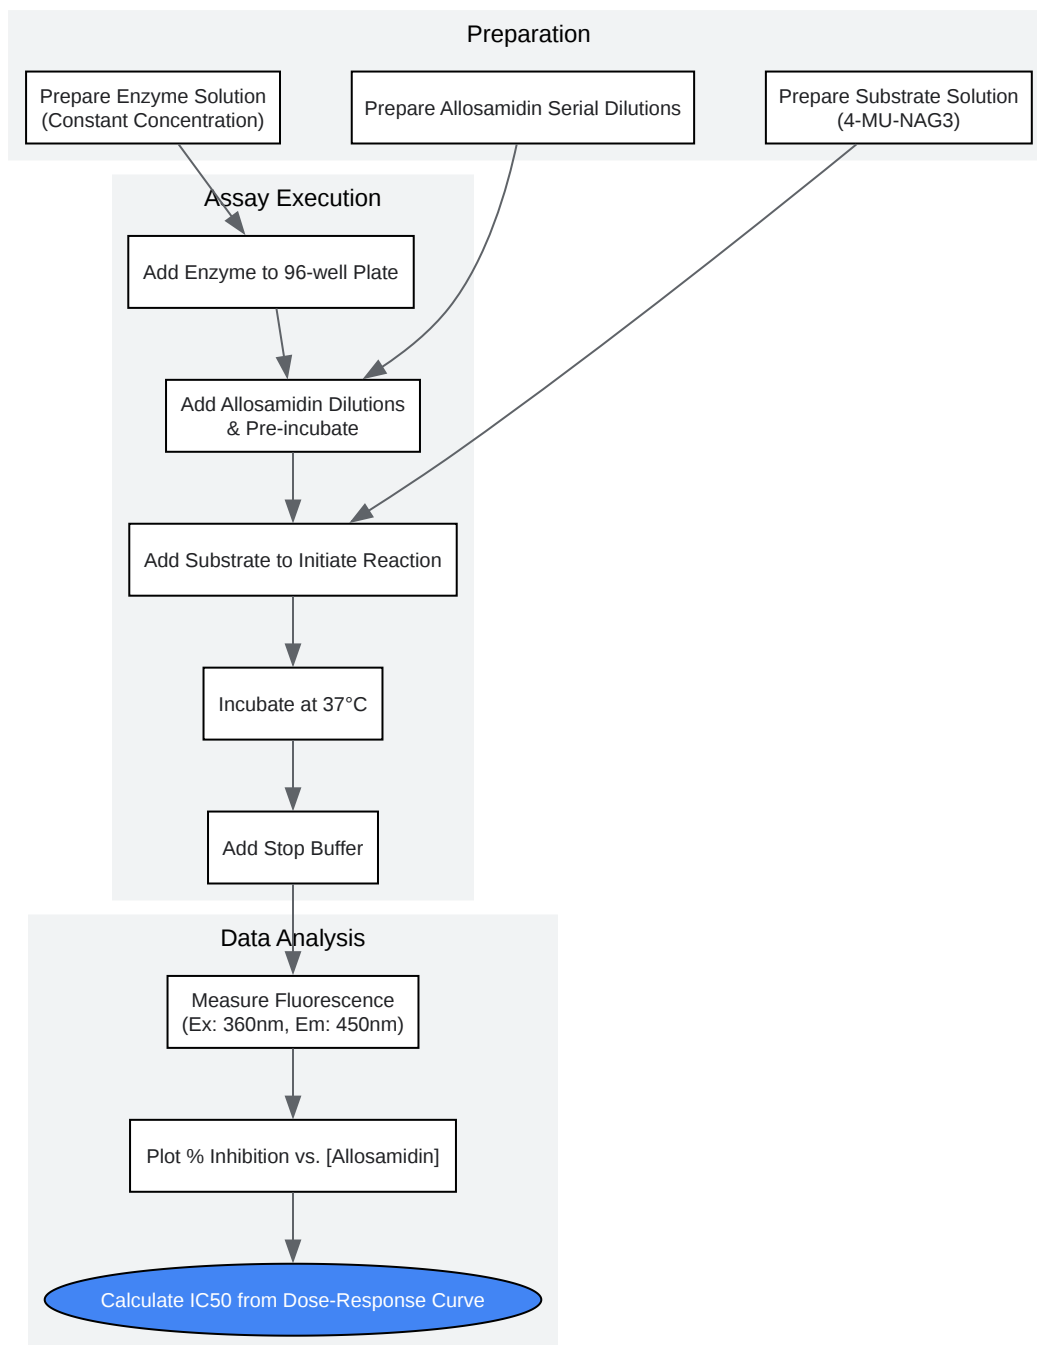 Preparation
Prepare Enzyme Solution
(Constant Concentration)
Prepare Allosamidin Serial Dilutions
Prepare Substrate Solution
(4-MU-NAG3)
Assay Execution
Add Enzyme to 96-well Plate
Add Allosamidin Dilutions
& Pre-incubate
Add Substrate to Initiate Reaction
Incubate at 37°C
Add Stop Buffer
Data Analysis
Measure Fluorescence
(Ex: 360nm, Em: 450nm)
Plot % Inhibition vs. [Allosamidin]
Calculate IC50 from Dose-Response Curve